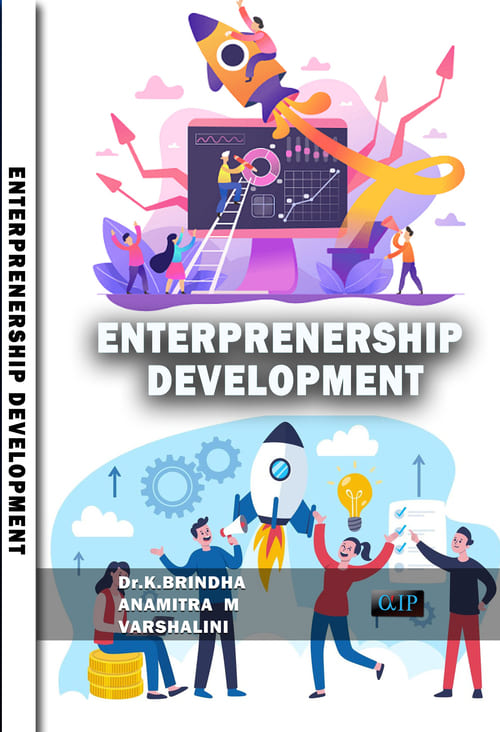 ENTERPRENERSHIP DEVELOPMENT
ENTERPRENERSHIP
DEVELOPMENT
Dr.K.BRINDHA
ANAMITRA M
VARSHALINI
αIP